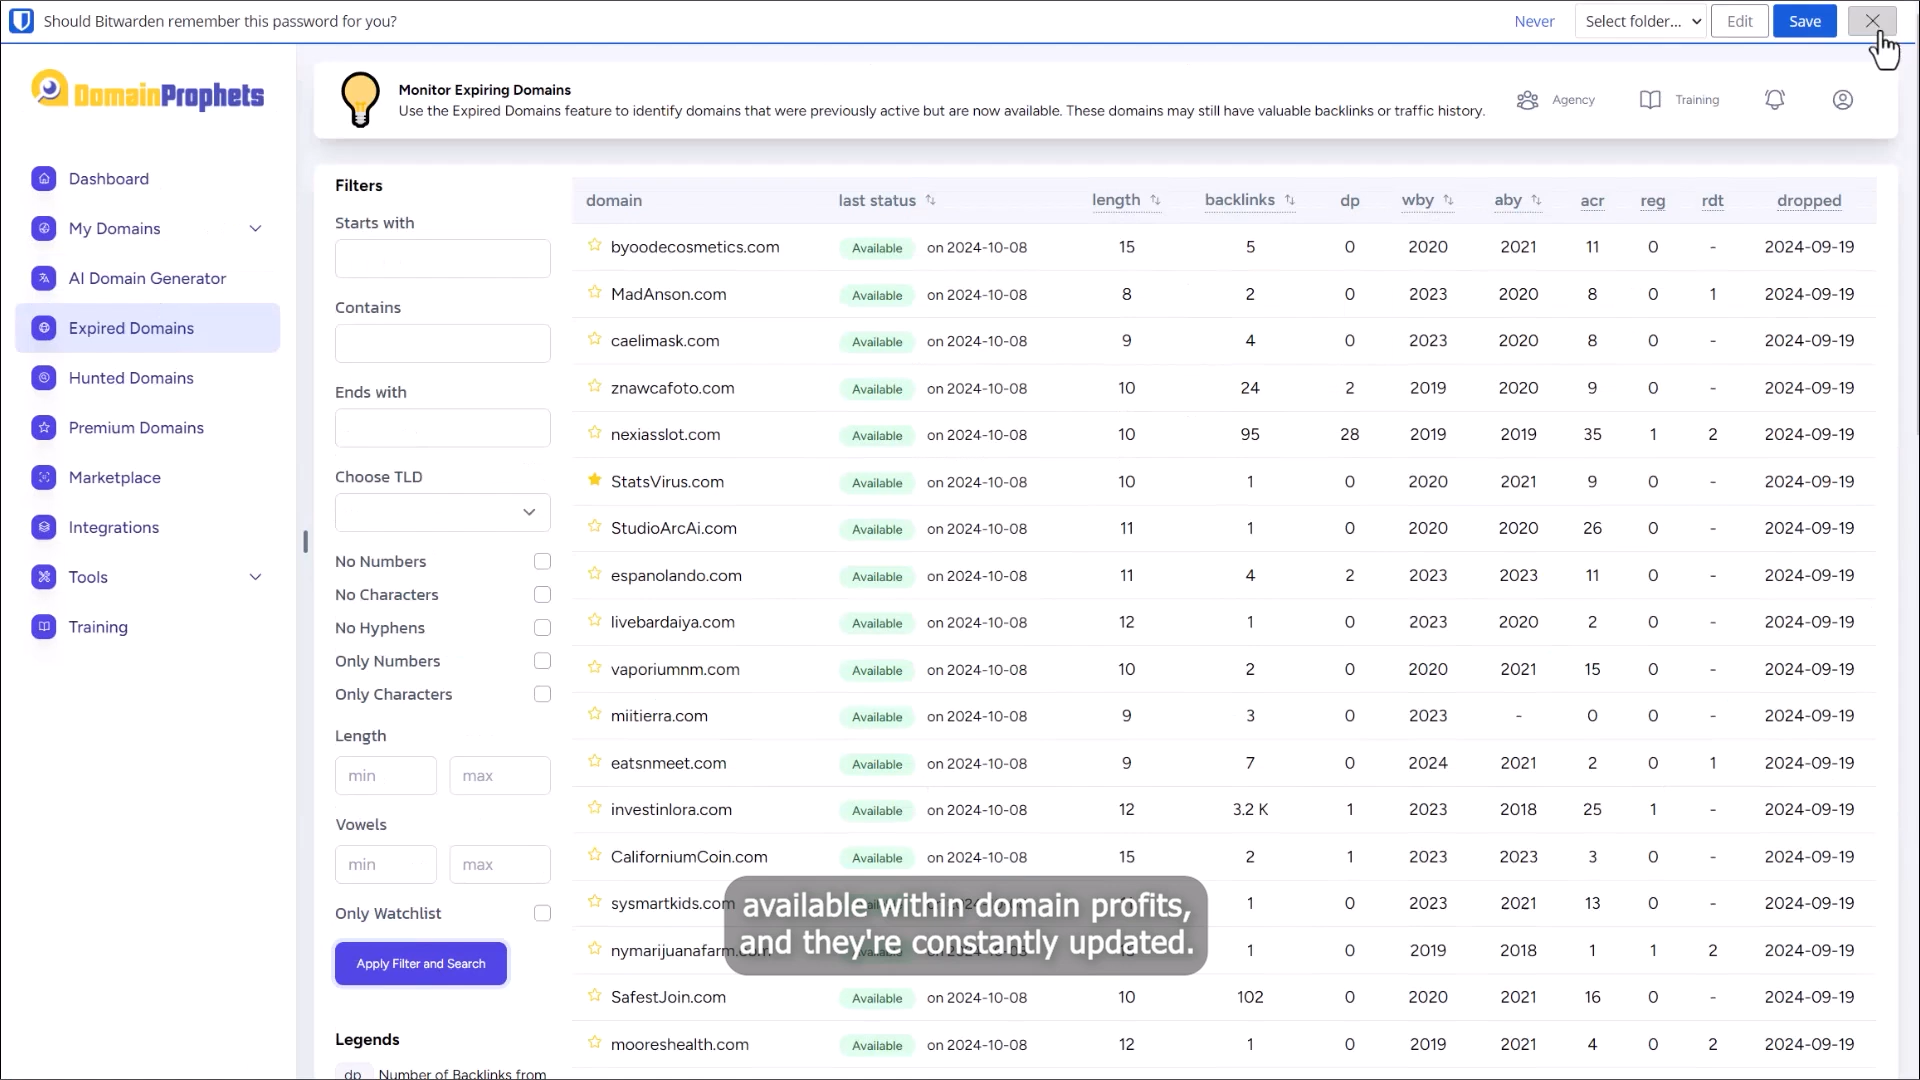 Should Bitwarden remember this password for you?
Never
Select folder...
Edit
Save
DomainProphets
Monitor Expiring Domains
Use the Expired Domains feature to identify domains that were previously active but are now available. These domains may still have valuable backlinks or traffic history.
Agency
Training
Dashboard
My Domains
AI Domain Generator
Expired Domains
Hunted Domains
Premium Domains
Marketplace
Integrations
Tools
Training
Filters
Starts with
Contains
Ends with
Choose TLD
No Numbers
No Characters
No Hyphens
Only Numbers
Only Characters
Length
min max
Vowels
min max
Only Watchlist
Apply Filter and Search
Legends
dp Number of Backlinks from
domain last status length backlinks dp wby aby acr reg rdt dropped
byoodecosmetics.com Available on 2024-10-08 15 5 0 2020 2021 11 0 - 2024-09-19
MadAnson.com Available on 2024-10-08 8 2 0 2023 2020 8 0 1 2024-09-19
caelimask.com Available on 2024-10-08 9 4 0 2023 2020 8 0 - 2024-09-19
znawcafoto.com Available on 2024-10-08 10 24 2 2019 2020 9 0 - 2024-09-19
nexiasslot.com Available on 2024-10-08 10 95 28 2019 2019 35 1 2 2024-09-19
StatsVirus.com Available on 2024-10-08 10 1 0 2020 2021 9 0 - 2024-09-19
StudioArcAi.com Available on 2024-10-08 11 1 0 2020 2020 26 0 - 2024-09-19
espanolando.com Available on 2024-10-08 11 4 2 2023 2023 11 0 - 2024-09-19
livebardaiya.com Available on 2024-10-08 12 1 0 2023 2020 2 0 - 2024-09-19
vaporiumnm.com Available on 2024-10-08 10 2 0 2020 2021 15 0 - 2024-09-19
miitierra.com Available on 2024-10-08 9 3 0 2023 - 0 0 - 2024-09-19
eatsnmeet.com Available on 2024-10-08 9 7 0 2024 2021 2 0 1 2024-09-19
investinlora.com Available on 2024-10-08 12 3.2 K 1 2023 2018 25 1 - 2024-09-19
CaliforniumCoin.com Available on 2024-10-08 15 2 1 2023 2023 3 0 - 2024-09-19
sysmartkids.com 1 0 2023 2021 13 0 - 2024-09-19
nymarijuanafarm.com 1 0 2019 2018 1 1 2 2024-09-19
SafestJoin.com Available on 2024-10-08 10 102 0 2020 2021 16 0 - 2024-09-19
mooreshealth.com Available on 2024-10-08 12 1 0 2019 2021 4 0 2 2024-09-19
available within domain profits,
and they're constantly updated.